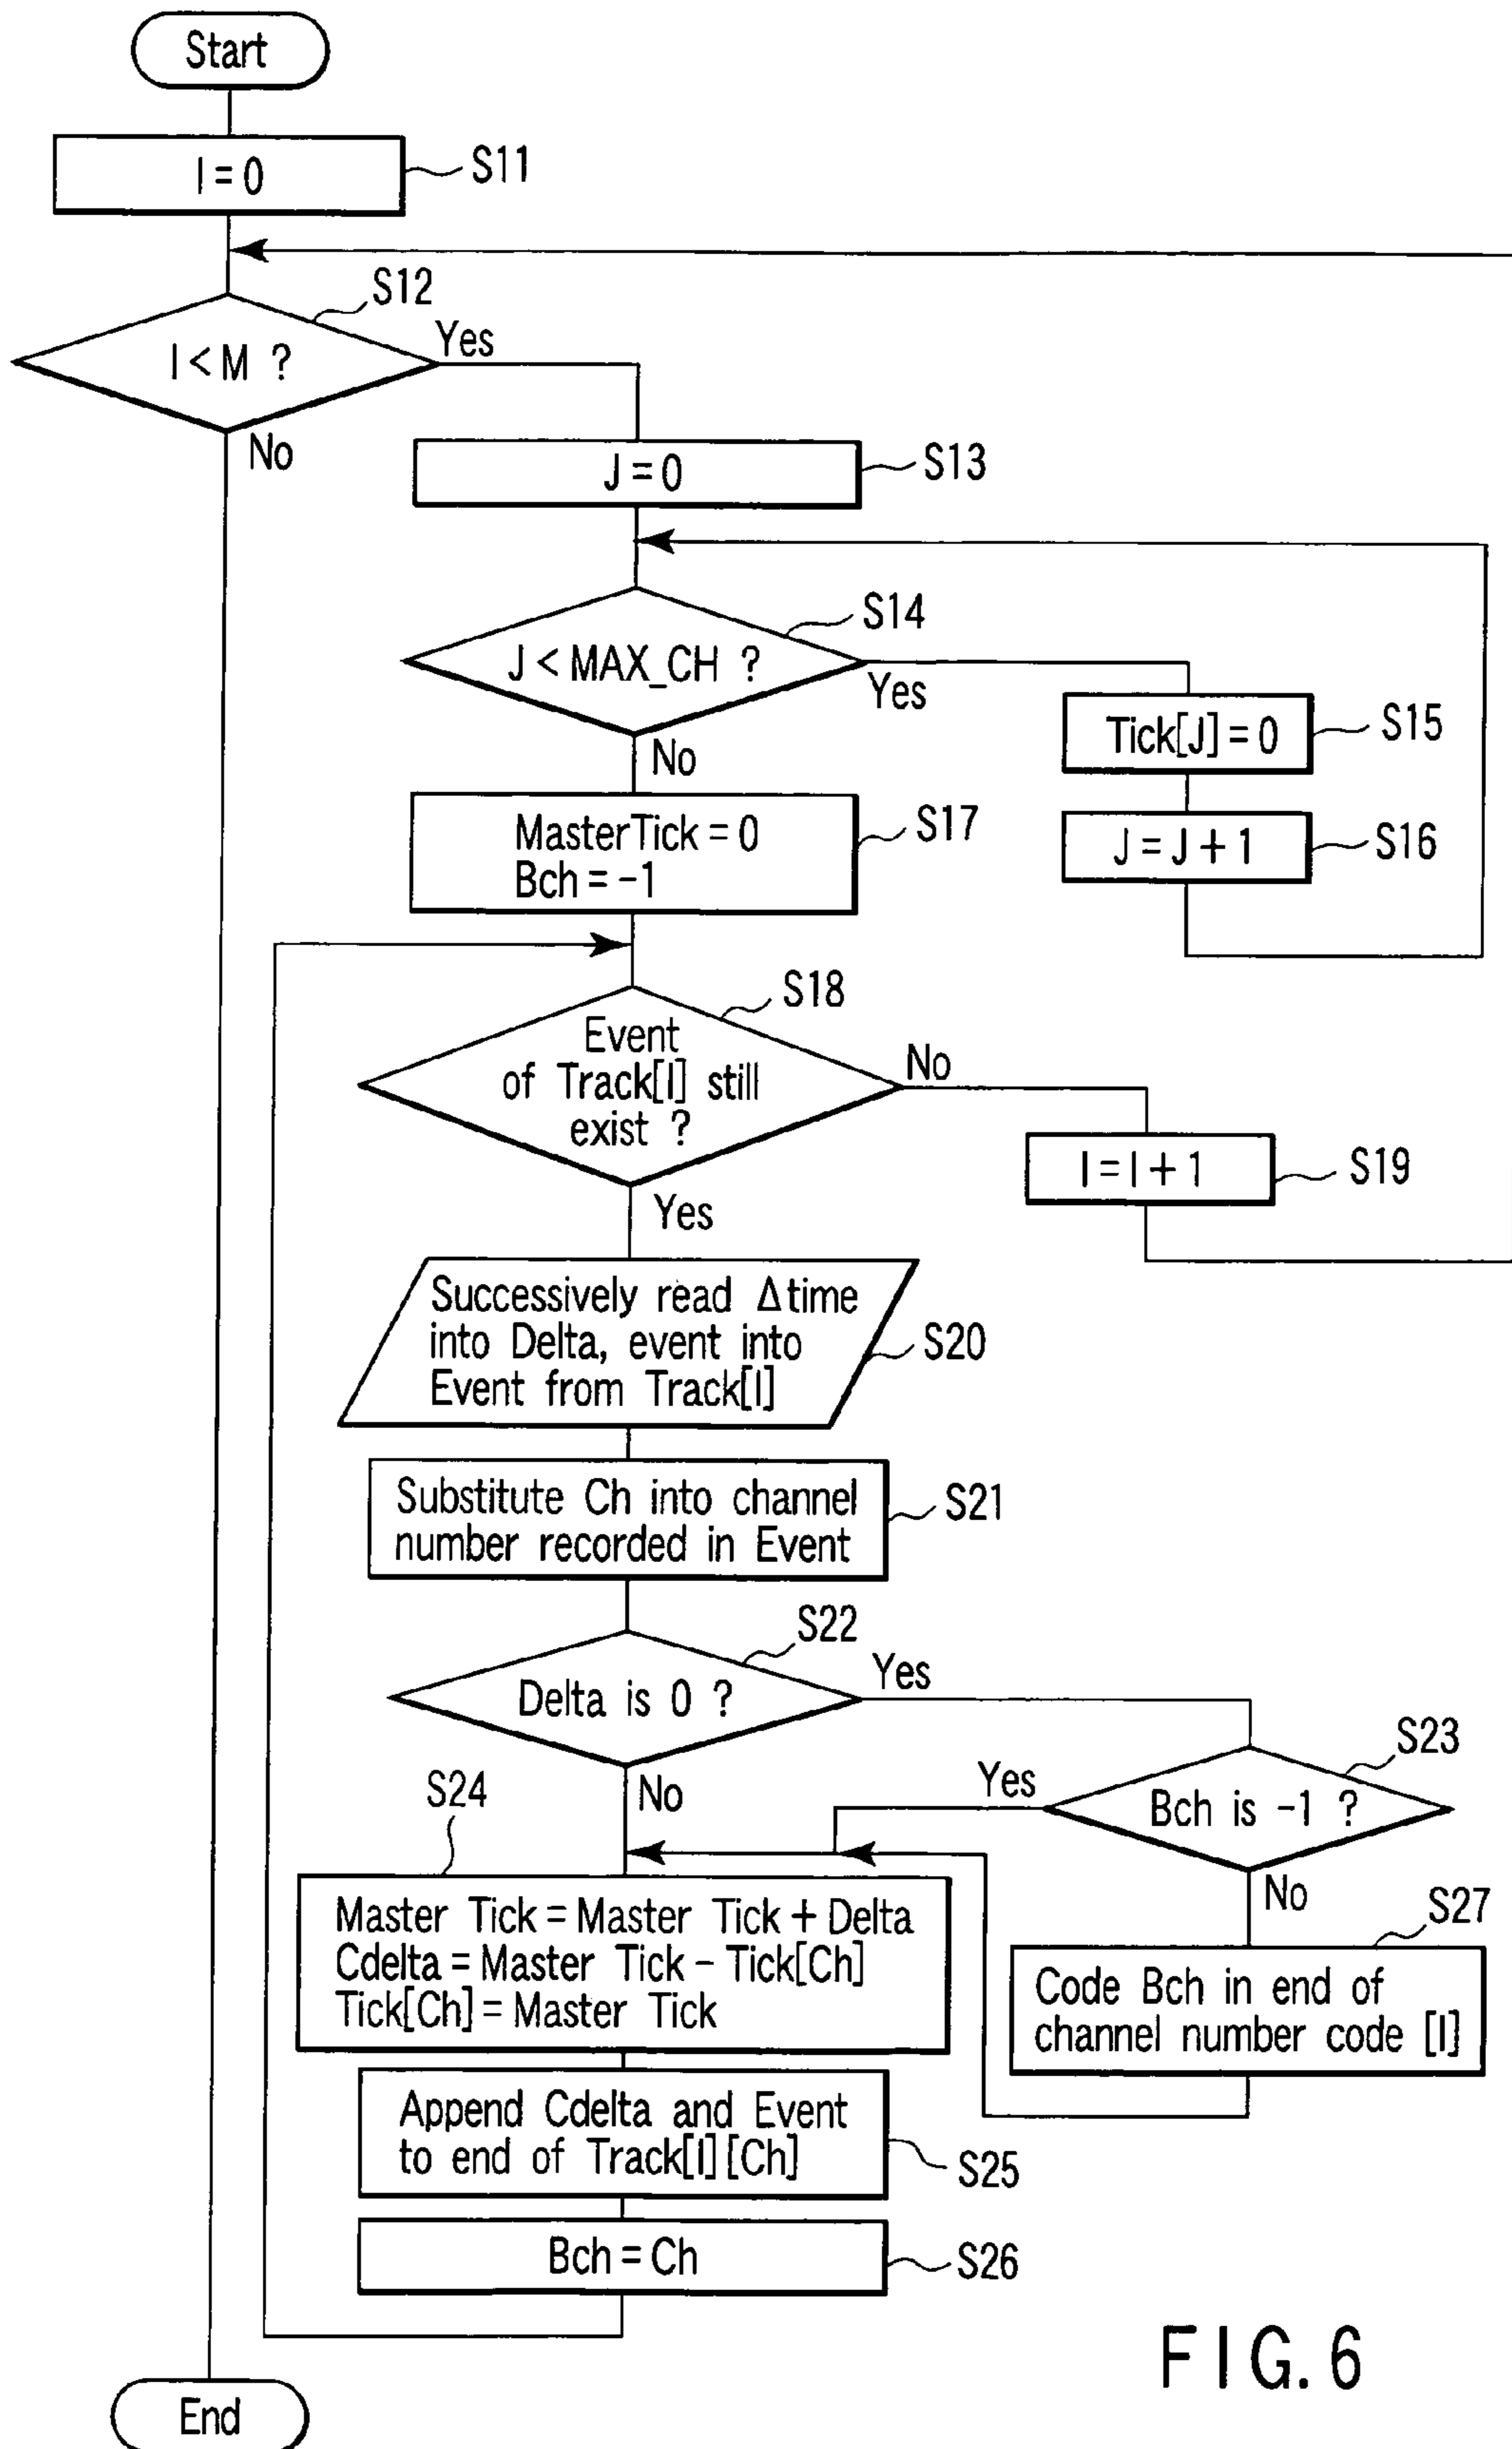 Start
I = 0
S11
S12
I < M ?
Yes
No
J = 0
S13
S14
J < MAX_CH ?
Yes
No
Tick[J] = 0
S15
J = J + 1
S16
MasterTick = 0
Bch = -1
S17
S18
Event
of Track[I] still
exist ?
No
Yes
I = I + 1
S19
Successively read Δtime
into Delta, event into
Event from Track[I]
S20
Substitute Ch into channel
number recorded in Event
S21
S22
Delta is 0 ?
Yes
No
S23
Bch is -1 ?
Yes
No
S24
Master Tick = Master Tick + Delta
Cdelta = Master Tick - Tick[Ch]
Tick[Ch] = Master Tick
S27
Code Bch in end of
channel number code [I]
Append Cdelta and Event
to end of Track[I][Ch]
S25
Bch = Ch
S26
End
FIG. 6